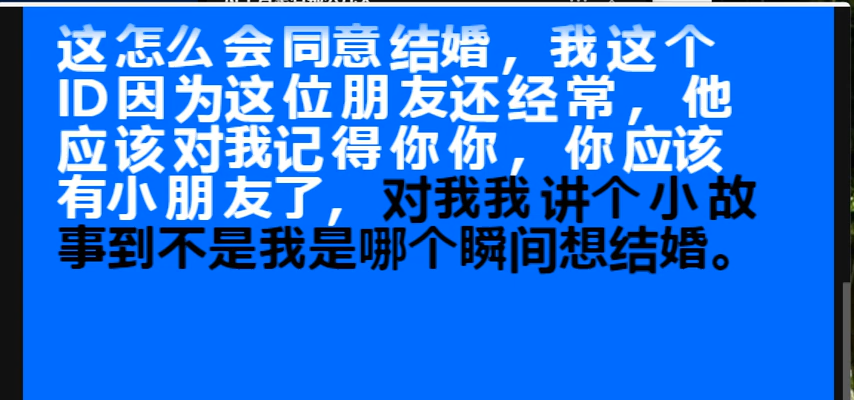 这怎么会同意结婚，我这个
ID因为这位朋友还经常，他
应该对我记得你你，你应该
有小朋友了，对我我讲个小故
事到不是我是哪个瞬间想结婚。